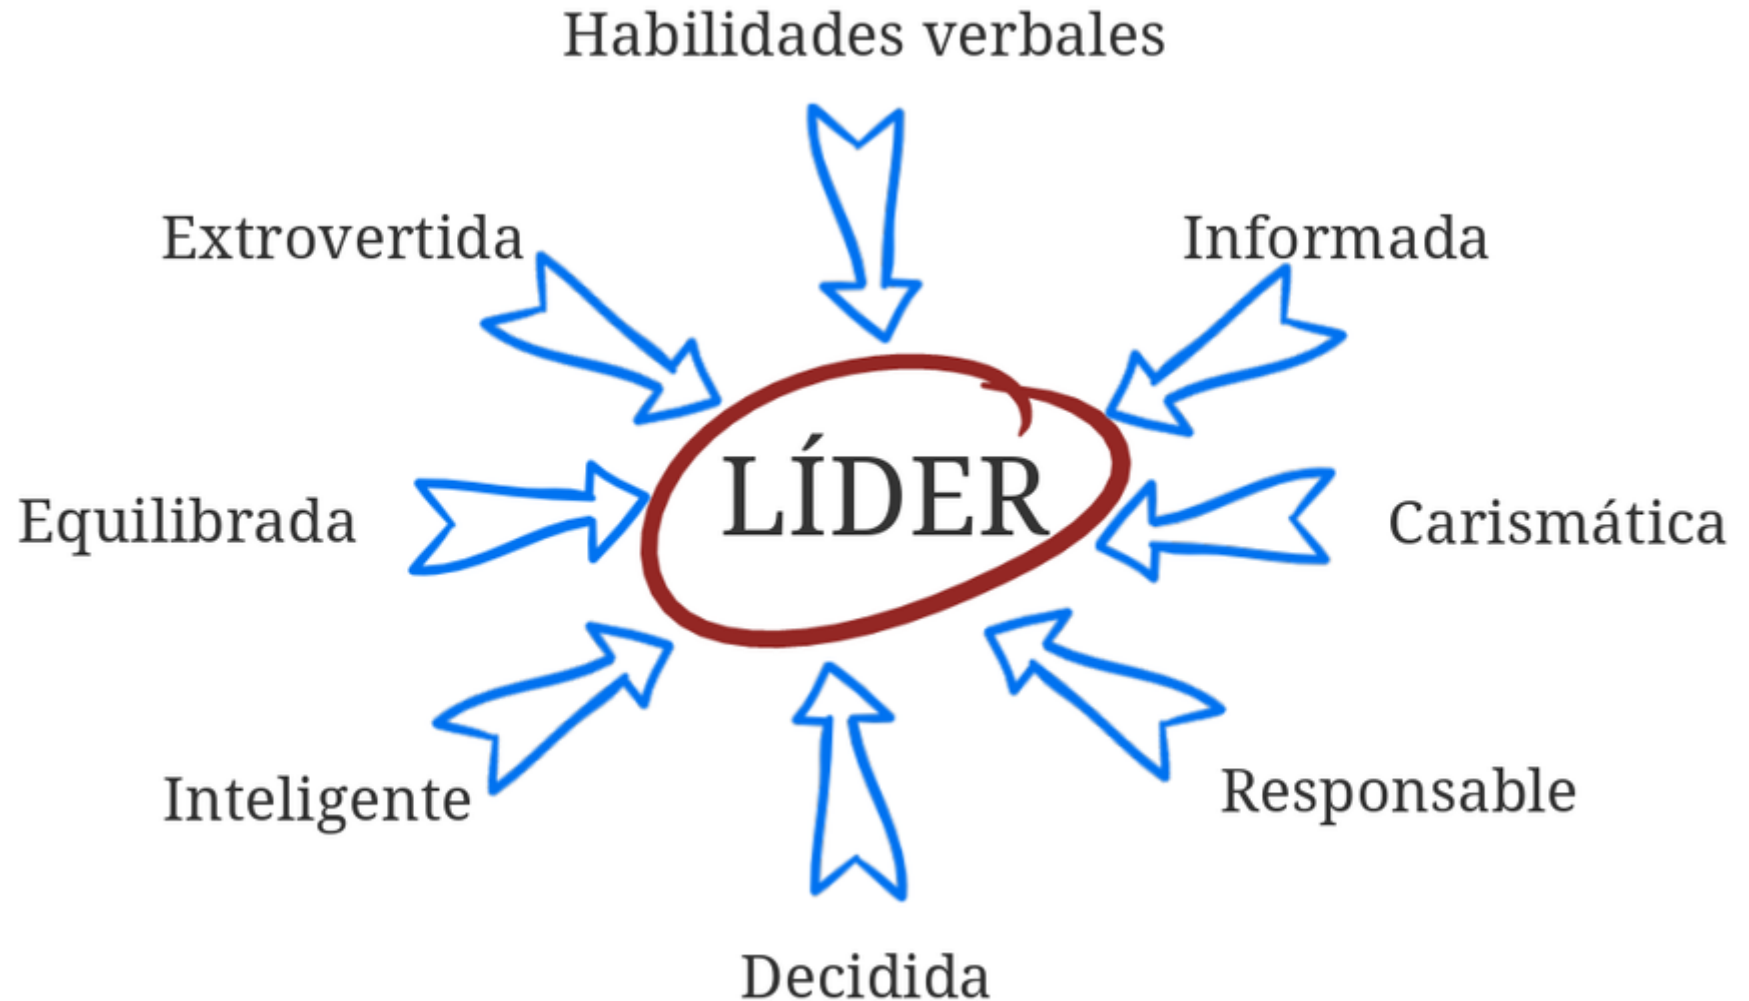 Habilidades verbales
Extrovertida
Informada
LÍDER
Equilibrada
Carismática
Inteligente
Responsable
Decidida